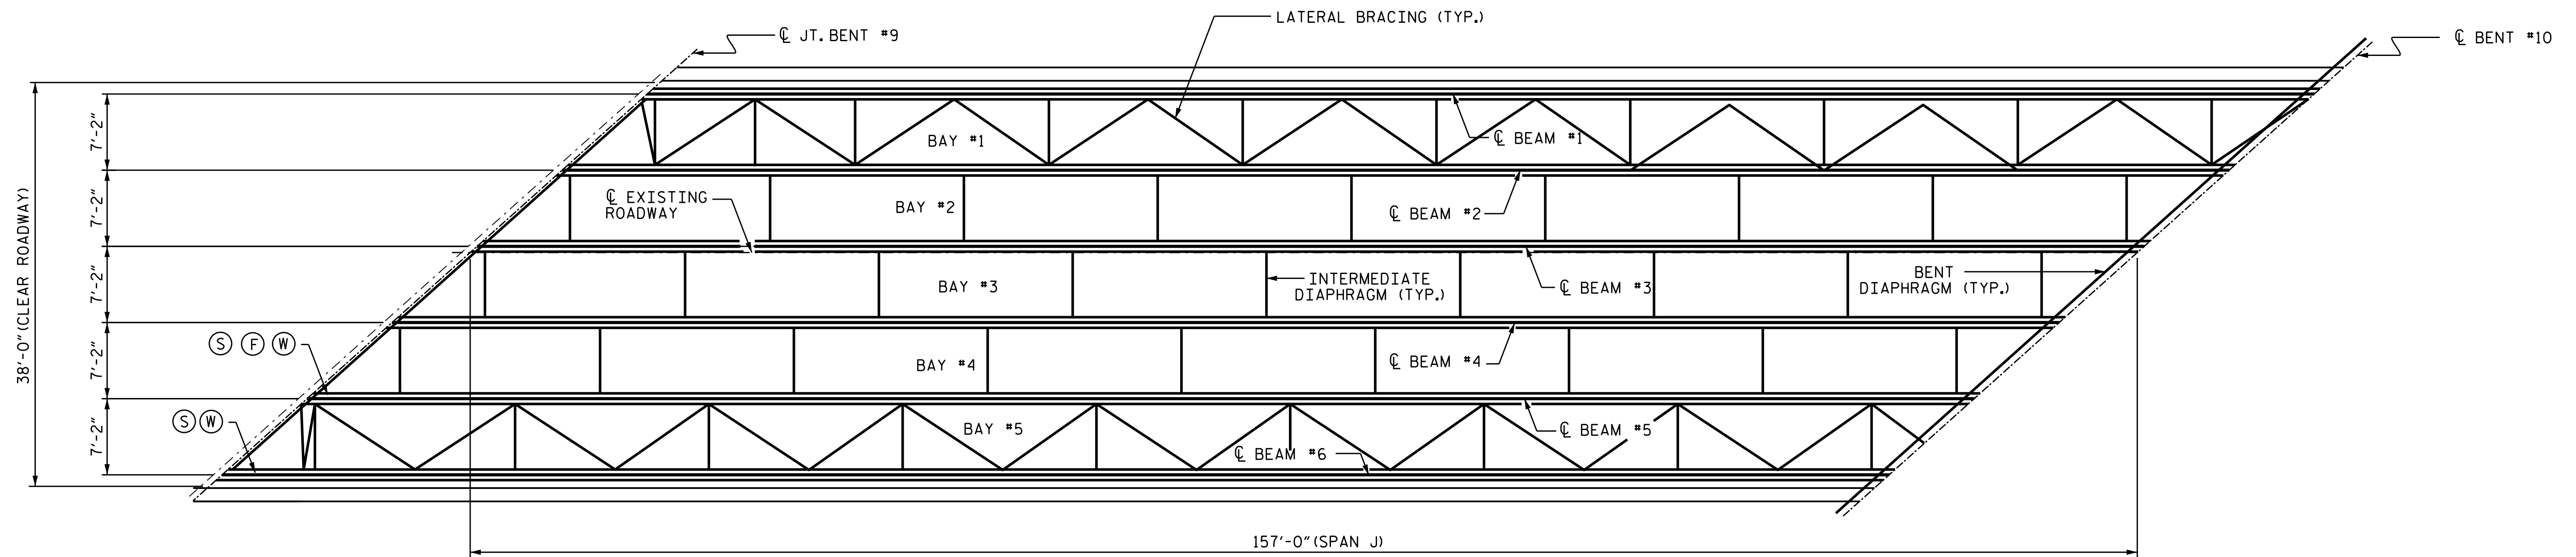 LATERAL BRACING (TYP.)
℄ JT. BENT #9
℄ BENT #10
7'-2"
BAY #1
℄ BEAM #1
℄ EXISTING
ROADWAY
7'-2"
BAY #2
℄ BEAM #2
38'-0" (CLEAR ROADWAY)
7'-2"
BAY #3
INTERMEDIATE
DIAPHRAGM (TYP.)
℄ BEAM #3
BENT
DIAPHRAGM (TYP.)
S F W
7'-2"
BAY #4
℄ BEAM #4
S W
7'-2"
BAY #5
℄ BEAM #5
℄ BEAM #6
157'-0" (SPAN J)